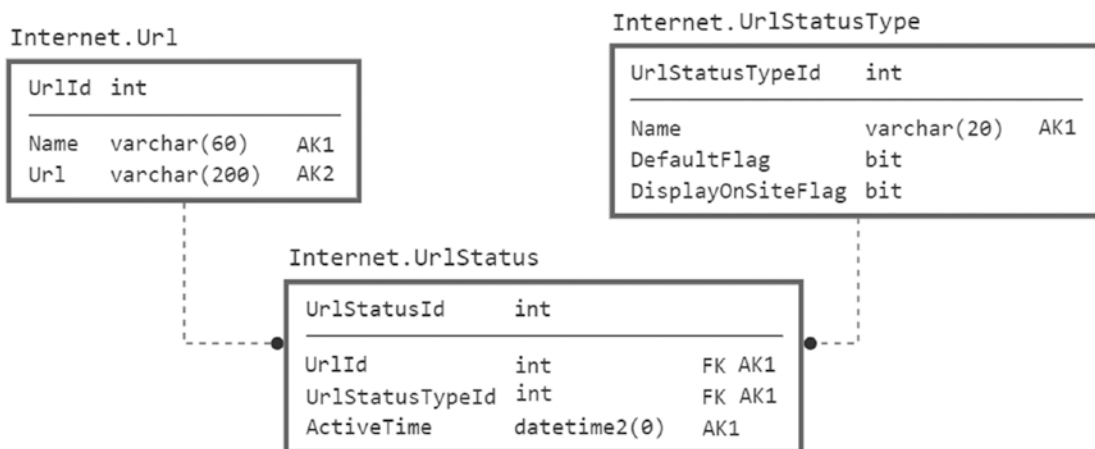 Internet.Url
UrlId int
Name varchar(60) AK1
Url varchar(200) AK2
Internet.UrlStatusType
UrlStatusTypeId int
Name varchar(20) AK1
DefaultFlag bit
DisplayOnSiteFlag bit
Internet.UrlStatus
UrlStatusId int
UrlId int FK AK1
UrlStatusTypeId int FK AK1
ActiveTime datetime2(0) AK1